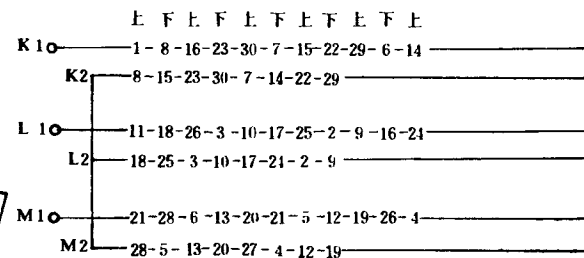 上 下 上 下 上 下 上 下 上 下 上
K 1 1-8-16-23-30-7-15-22-29-6-14
K2 8-15-23-30-7-14-22-29
L 1 11-18-26-3-10-17-25-2-9-16-24
L2 18-25-3-10-17-24-2-9
M1 21-28-6-13-20-21-5-12-19-26-4
M2 28-5-13-20-27-4-12-19